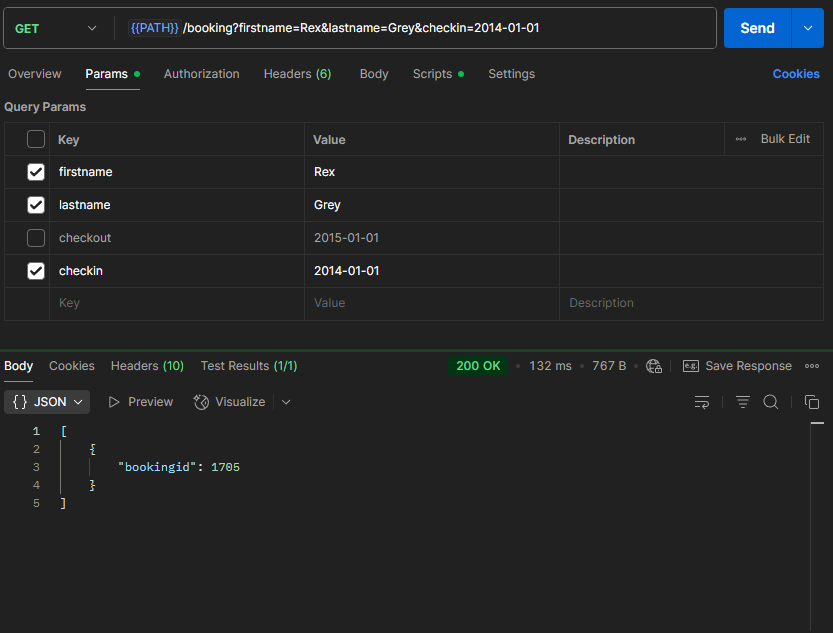 GET {{PATH}} /booking?firstname=Rex&lastname=Grey&checkin=2014-01-01 Send
Overview Params Authorization Headers (6) Body Scripts Settings Cookies
Query Params
Key Value Description Bulk Edit
firstname Rex
lastname Grey
checkout 2015-01-01
checkin 2014-01-01
Key Value Description
Body Cookies Headers (10) Test Results (1/1) 200 OK 132 ms 767 B e.g. Save Response
{} JSON Preview Visualize
1 [
2 {
3 "bookingid": 1705
4 }
5 ]